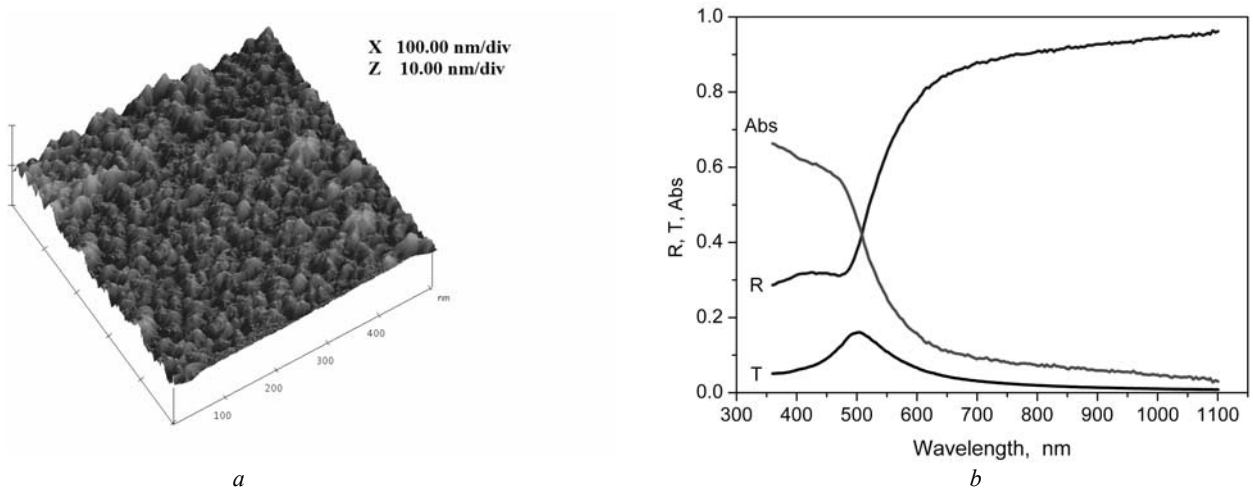 X 100.00 nm/div
Z 10.00 nm/div
100
200
300
400
nm
a
1.0
0.8
0.6
0.4
0.2
0.0
R, T, Abs
Abs
R
T
300 400 500 600 700 800 900 1000 1100
Wavelength, nm
b